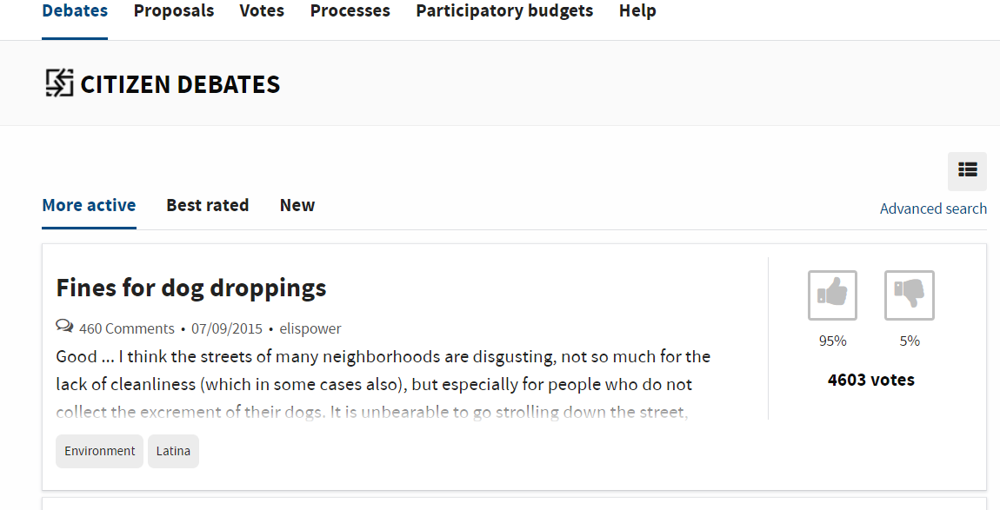 Debates Proposals Votes Processes Participatory budgets Help
CITIZEN DEBATES
More active Best rated New
Advanced search
Fines for dog droppings
460 Comments • 07/09/2015 • elispower
Good ... I think the streets of many neighborhoods are disgusting, not so much for the
lack of cleanliness (which in some cases also), but especially for people who do not
collect the excrement of their dogs. It is unbearable to go strolling down the street,
Environment Latina
95% 5%
4603 votes